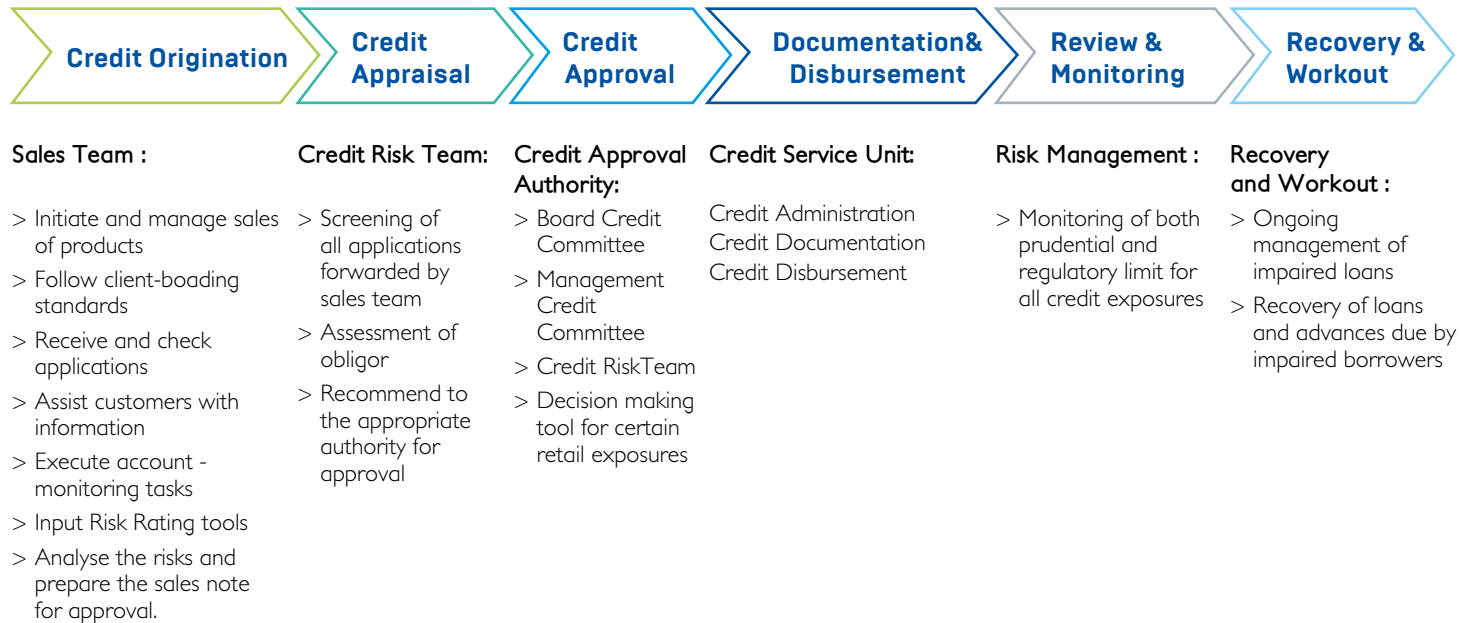 Credit Origination
Credit
Appraisal
Credit
Approval
Documentation&
Disbursement
Review &
Monitoring
Recovery &
Workout
Sales Team :
> Initiate and manage sales
of products
> Follow client-boading
standards
> Receive and check
applications
> Assist customers with
information
> Execute account -
monitoring tasks
> Input Risk Rating tools
> Analyse the risks and
prepare the sales note
for approval.
Credit Risk Team:
> Screening of
all applications
forwarded by
sales team
> Assessment of
obligor
> Recommend to
the appropriate
authority for
approval
Credit Approval
Authority:
> Board Credit
Committee
> Management
Credit
Committee
> Credit RiskTeam
> Decision making
tool for certain
retail exposures
Credit Service Unit:
Credit Administration
Credit Documentation
Credit Disbursement
Risk Management :
> Monitoring of both
prudential and
regulatory limit for
all credit exposures
Recovery
and Workout :
> Ongoing
management of
impaired loans
> Recovery of loans
and advances due by
impaired borrowers